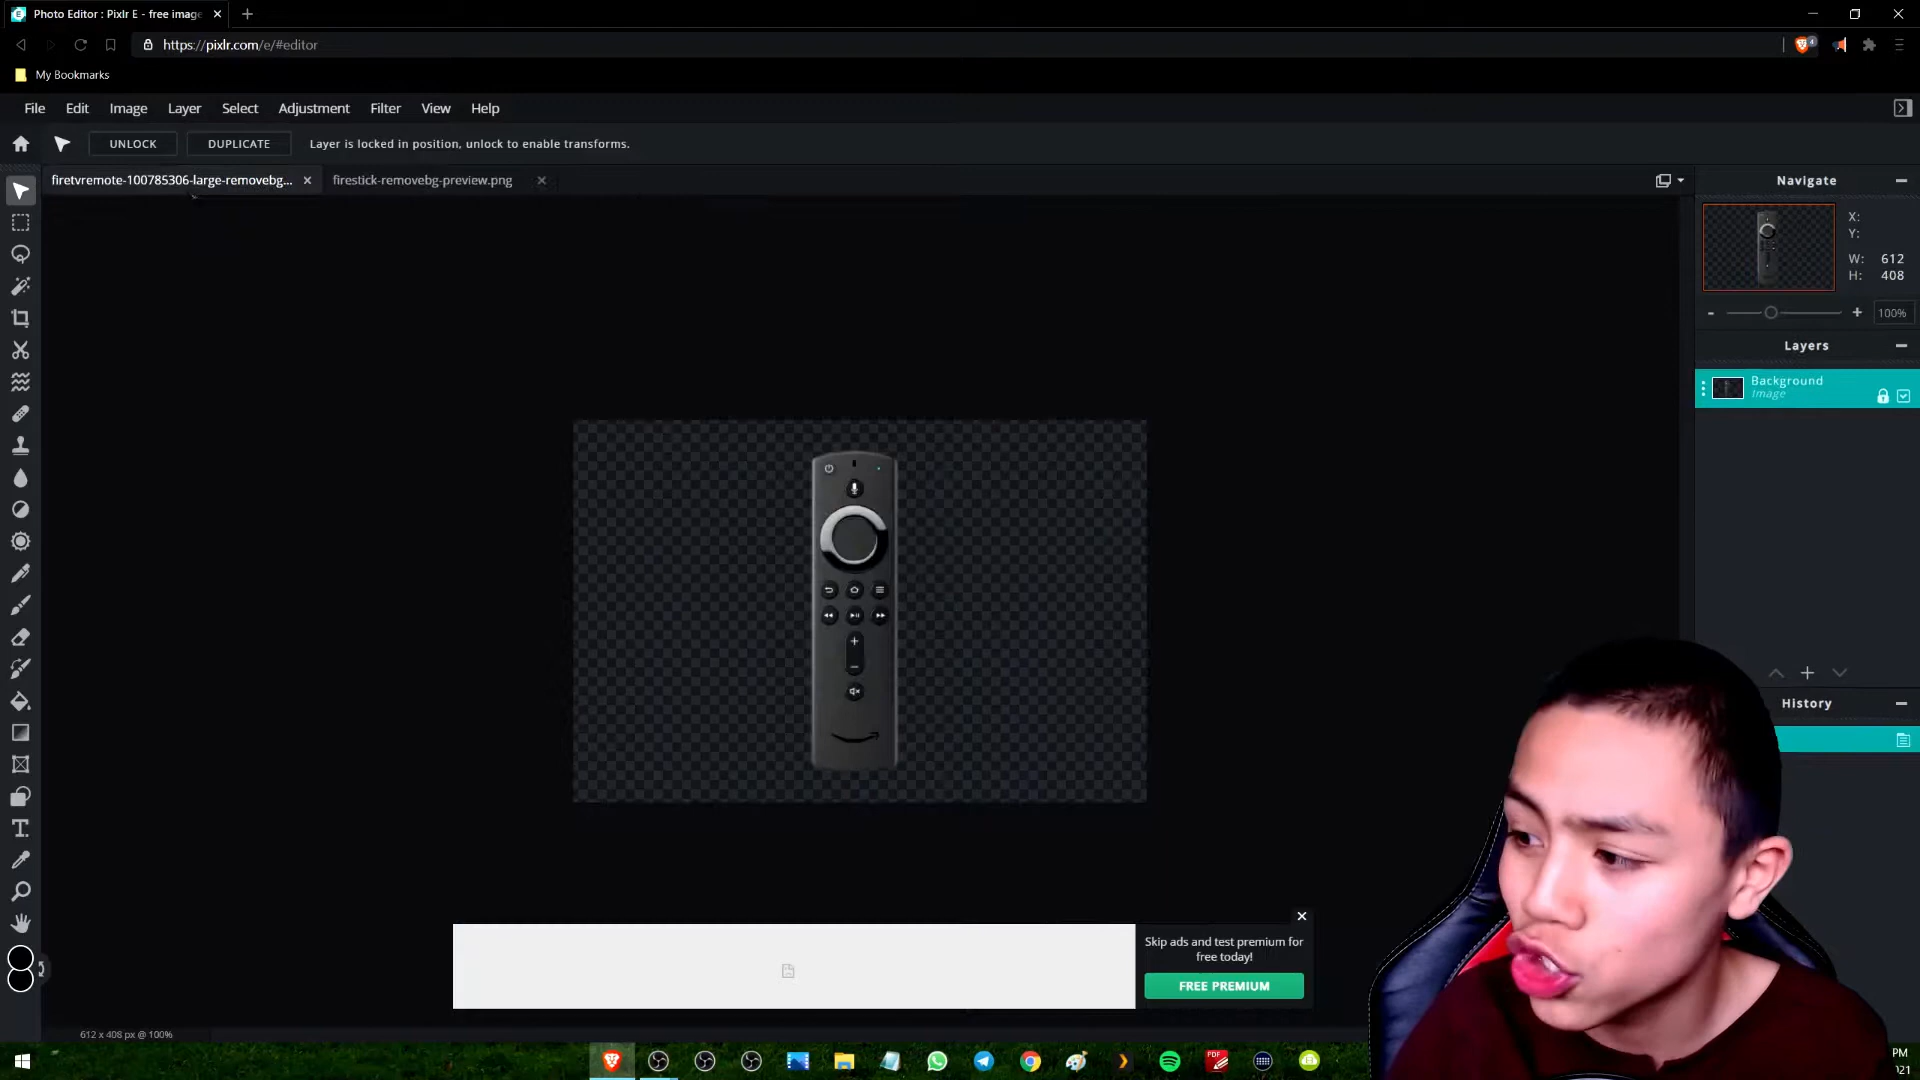 Photo Editor : Pixlr E - free image
https://pixlr.com/e/#editor
4
My Bookmarks
File Edit Image Layer Select Adjustment Filter View Help
UNLOCK DUPLICATE Layer is locked in position, unlock to enable transforms.
firetvremote-100785306-large-removebg... firestick-removebg-preview.png
Navigate
X:
Y:
W: 612
H: 408
100%
Layers
Background
Image
History
Skip ads and test premium for
free today!
FREE PREMIUM
612 x 408 px @ 100%
PDF
PM
021